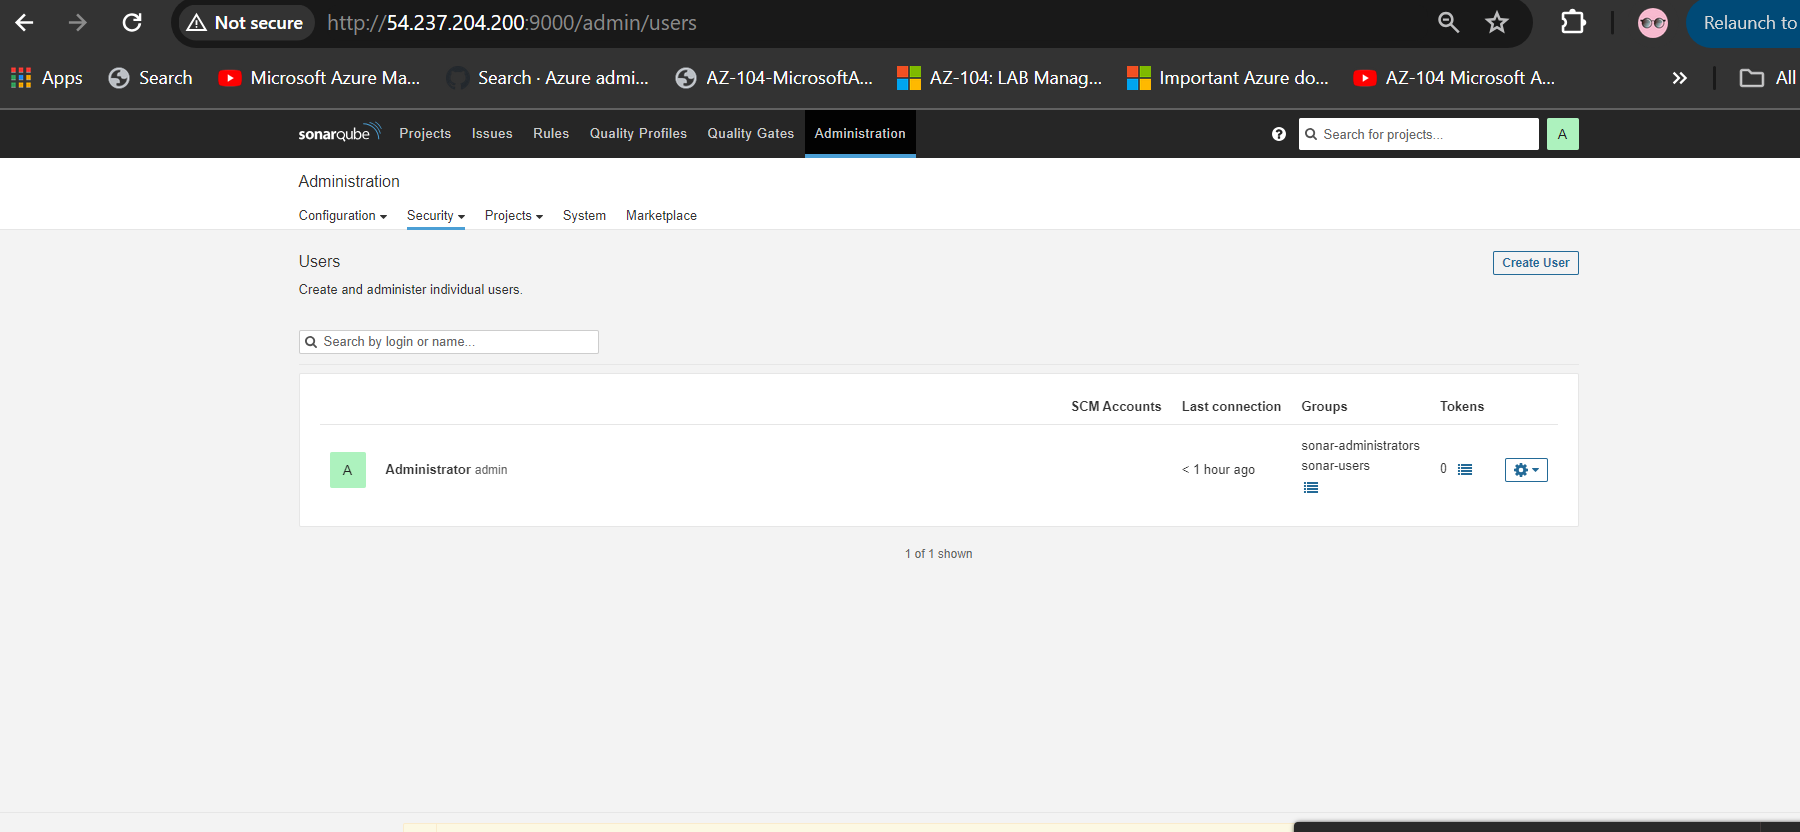 Not secure http://54.237.204.200:9000/admin/users Relaunch to
Apps Search Microsoft Azure Ma... Search · Azure admi... AZ-104-MicrosoftA... AZ-104: LAB Manag... Important Azure do... AZ-104 Microsoft A... All
sonarqube Projects Issues Rules Quality Profiles Quality Gates Administration ? Search for projects... A
Administration
Configuration Security Projects System Marketplace
Users Create User
Create and administer individual users.
Search by login or name...
SCM Accounts Last connection Groups Tokens
sonar-administrators
A Administrator admin < 1 hour ago sonar-users 0
1 of 1 shown